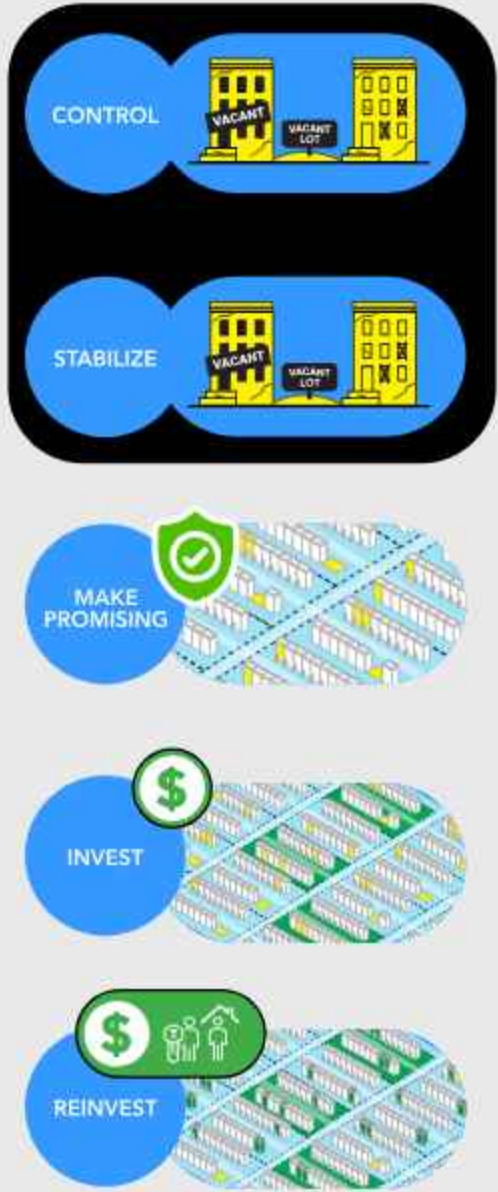 CONTROL
VACANT
VACANT
LOT
STABILIZE
VACANT
VACANT
LOT
MAKE
PROMISING
$
INVEST
$
REINVEST